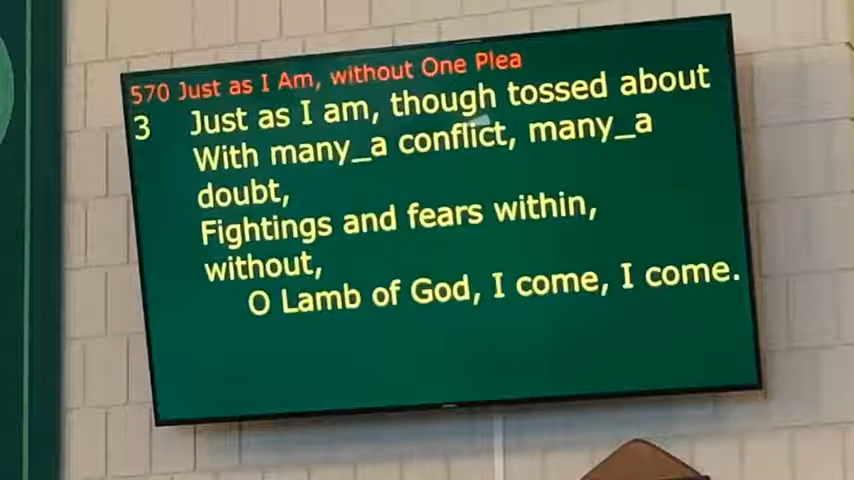 570 Just as I Am, without One Plea
3 Just as I am, though tossed about
With many_a conflict, many_a
doubt,
Fightings and fears within,
without,
O Lamb of God, I come, I come.